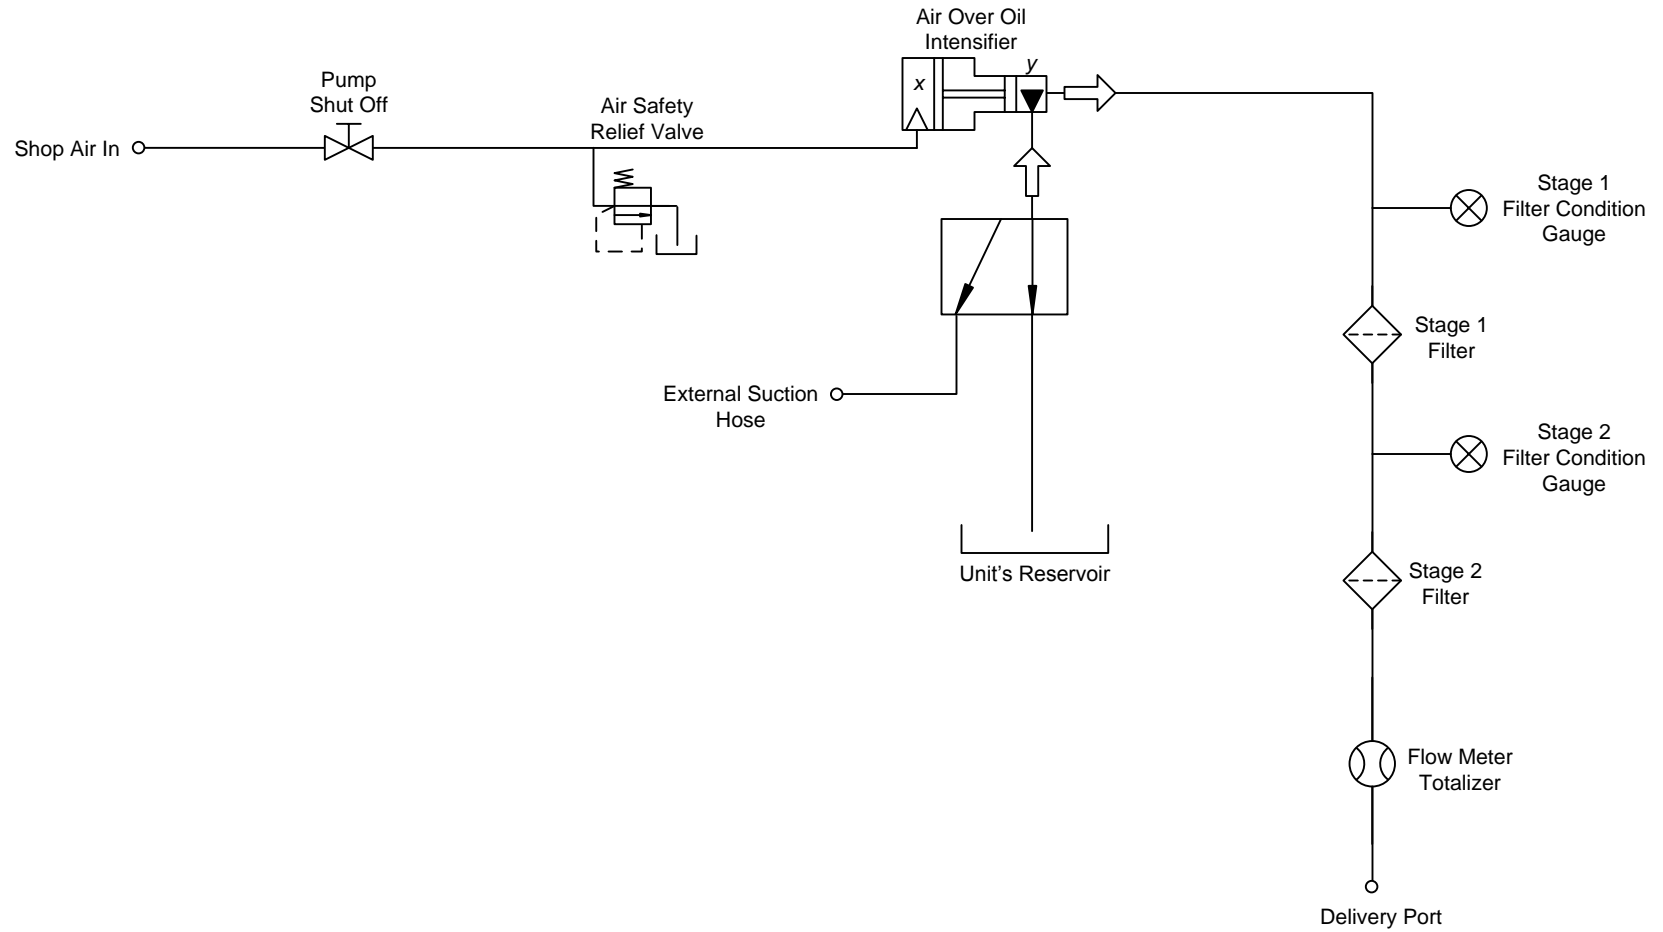 Air Over Oil
Intensifier
x
y
Pump
Shut Off
Air Safety
Relief Valve
Shop Air In
Stage 1
Filter Condition
Gauge
Stage 1
Filter
External Suction
Hose
Stage 2
Filter Condition
Gauge
Unit's Reservoir
Stage 2
Filter
Flow Meter
Totalizer
Delivery Port